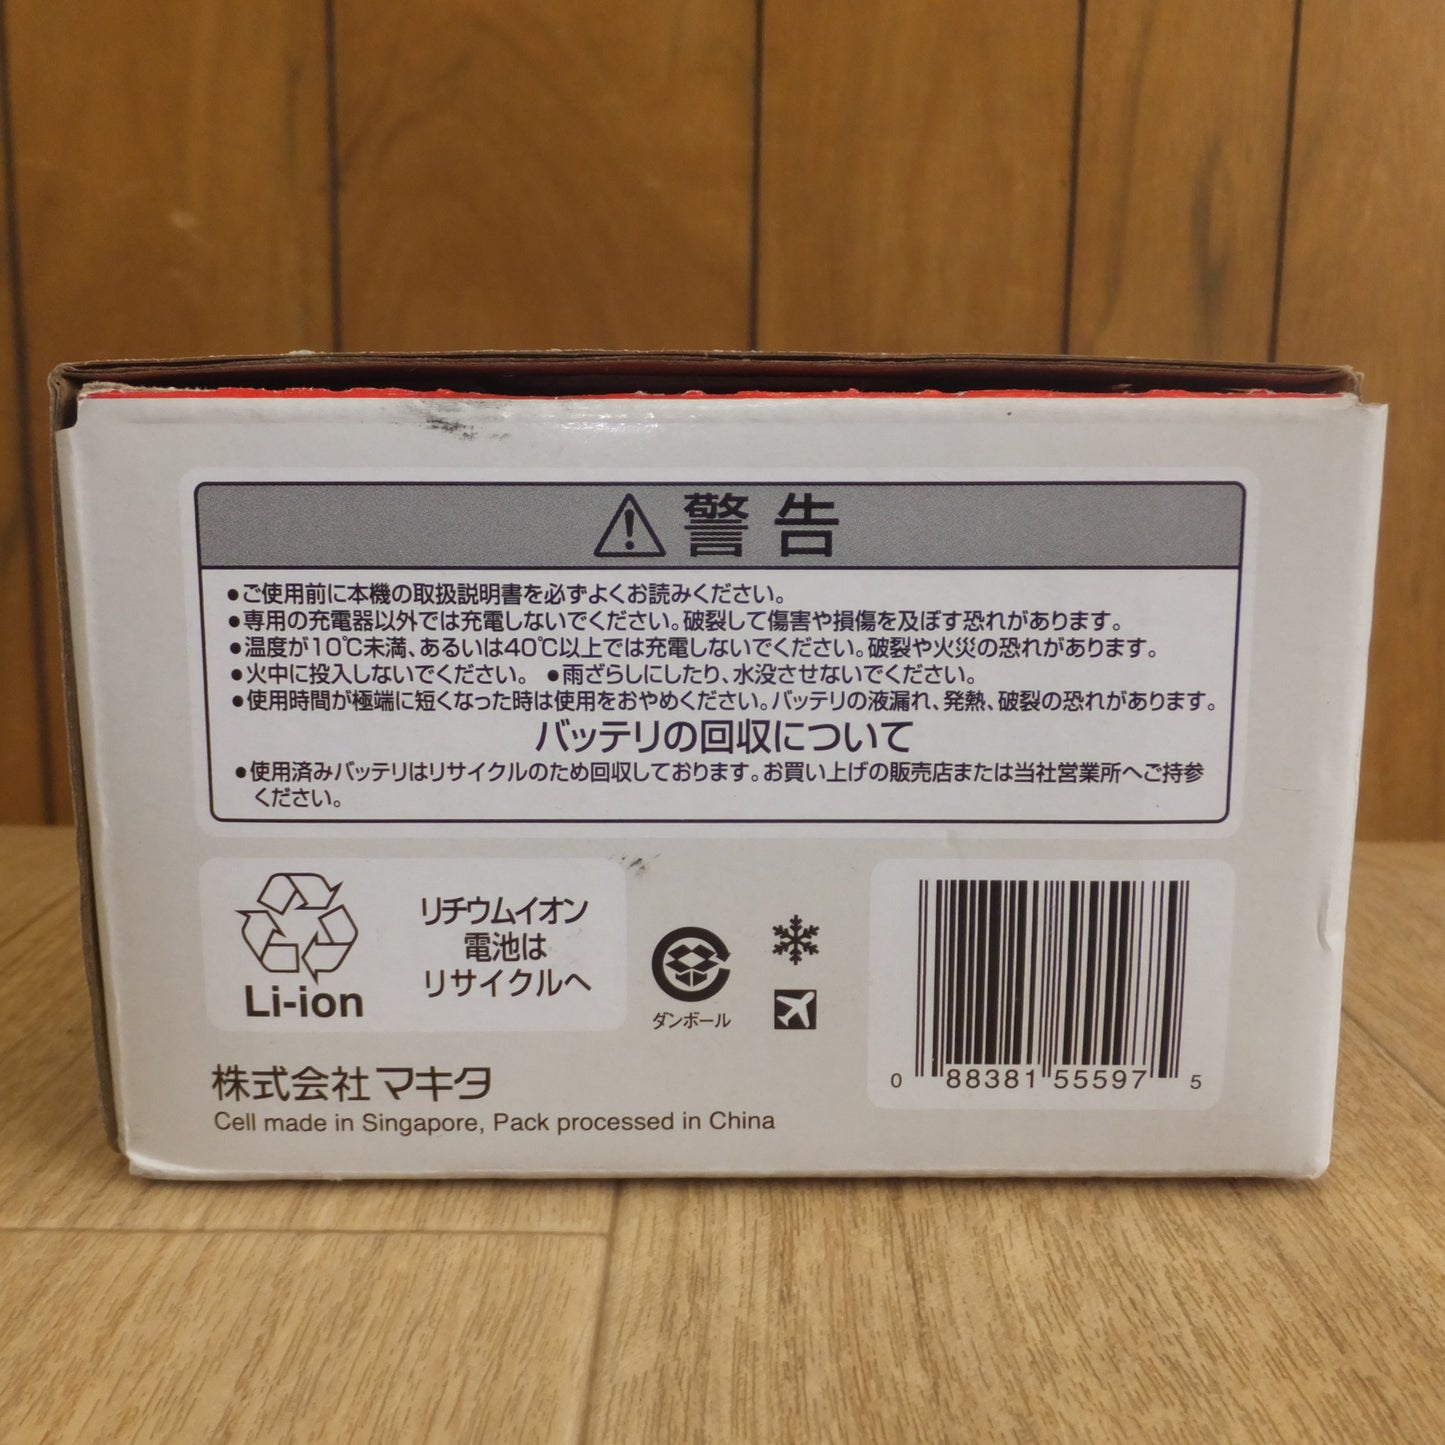 警告
●ご使用前に本機の取扱説明書を必ずよくお読みください。
●専用の充電器以外では充電しないでください。破裂して傷害や損傷を及ぼす恐れがあります。
●温度が10℃未満、あるいは40℃以上では充電しないでください。破裂や火災の恐れがあります。
●火中に投入しないでください。 ●雨ざらしにしたり、水没させないでください。
●使用時間が極端に短くなった時は使用をおやめください。バッテリの液漏れ、発熱、破裂の恐れがあります。
バッテリの回収について
●使用済みバッテリはリサイクルのため回収しております。お買い上げの販売店または当社営業所へご持参
ください。
Li-ion
リチウムイオン
電池は
リサイクルへ
ダンボール
0 88381 55597 5
株式会社マキタ
Cell made in Singapore, Pack processed in China